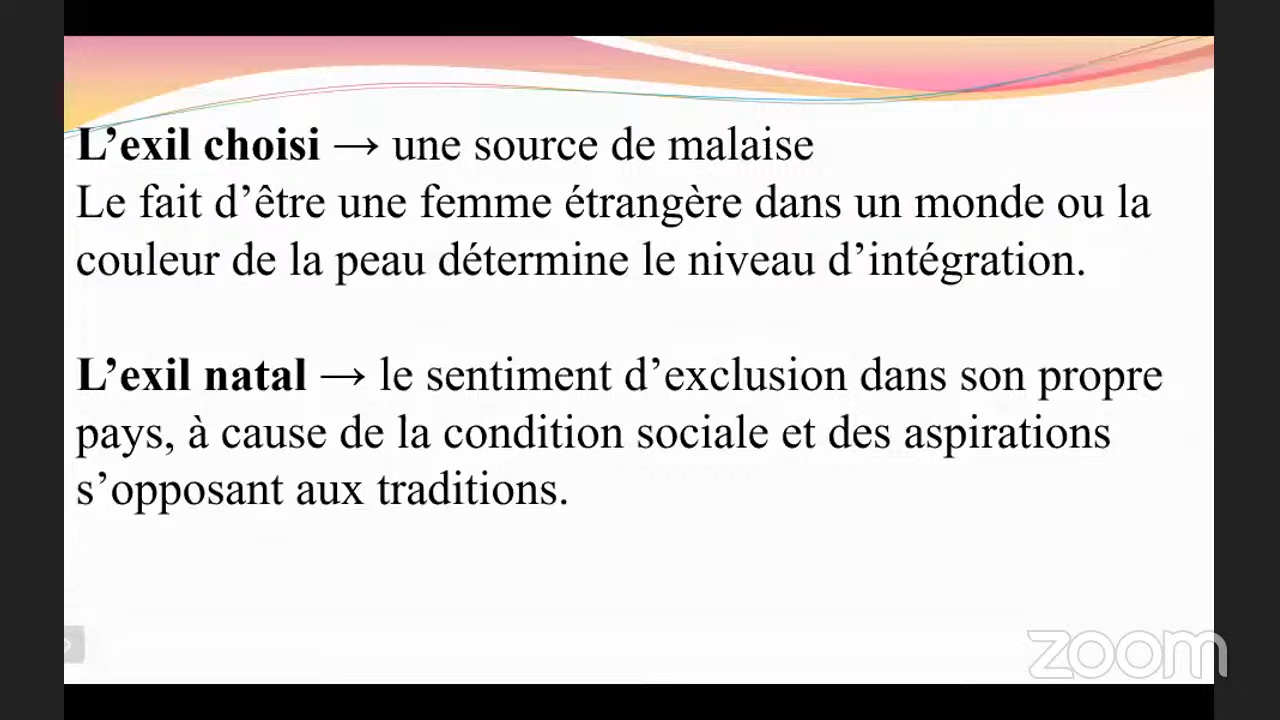 L’exil choisi → une source de malaise
Le fait d’être une femme étrangère dans un monde ou la
couleur de la peau détermine le niveau d’intégration.
L’exil natal → le sentiment d’exclusion dans son propre
pays, à cause de la condition sociale et des aspirations
s’opposant aux traditions.
zoom